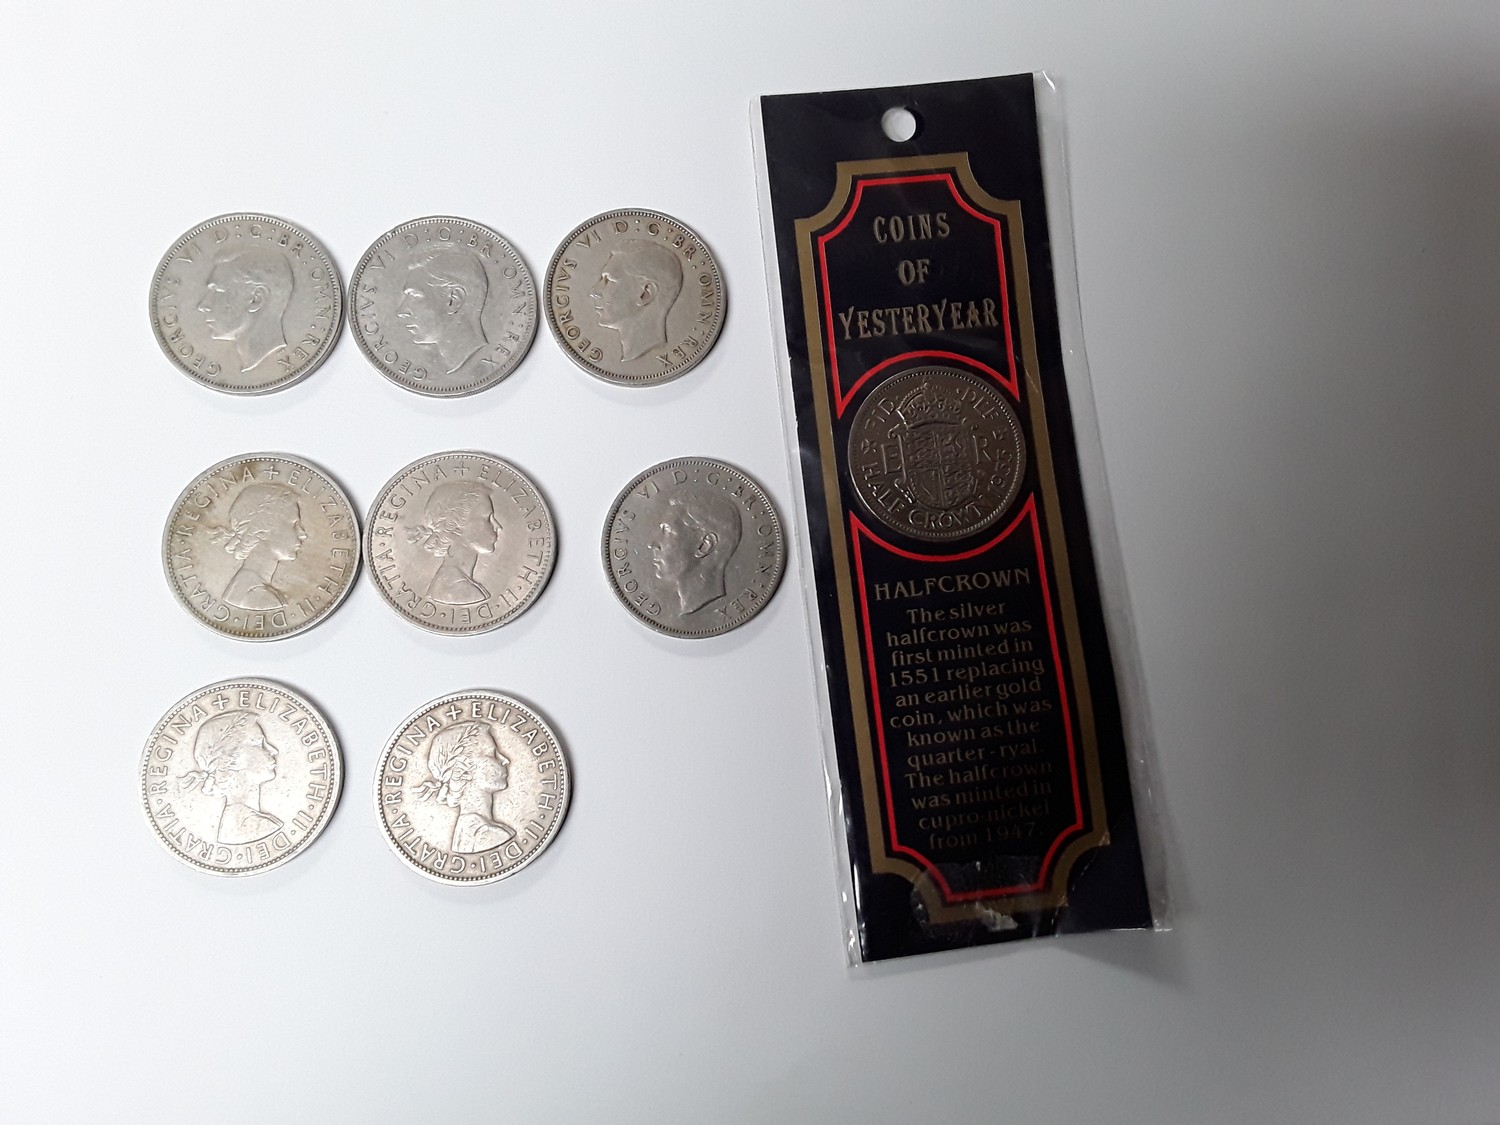 GEORGIVS VI D:G:BR:OMN:REX
GEORGIVS VI D:G:BR:OMN:REX
GEORGIVS VI D:G:BR:OMN:REX
DEI·GRATIA·REGINA+ELIZABETH·II·
DEI·GRATIA·REGINA+ELIZABETH·II·
GEORGIVS VI D:G:BR:OMN:REX
DEI·GRATIA·REGINA+ELIZABETH·II·
DEI·GRATIA·REGINA+ELIZABETH·II·
COINS
OF
YESTERYEAR
FID DEF
E R
HALF CROWN
HALFCROWN
The silver
halfcrown was
first minted in
1551 replacing
an earlier gold
coin, which was
known as the
quarter-ryal.
The halfcrown
was minted in
cupro-nickel
from 1947.